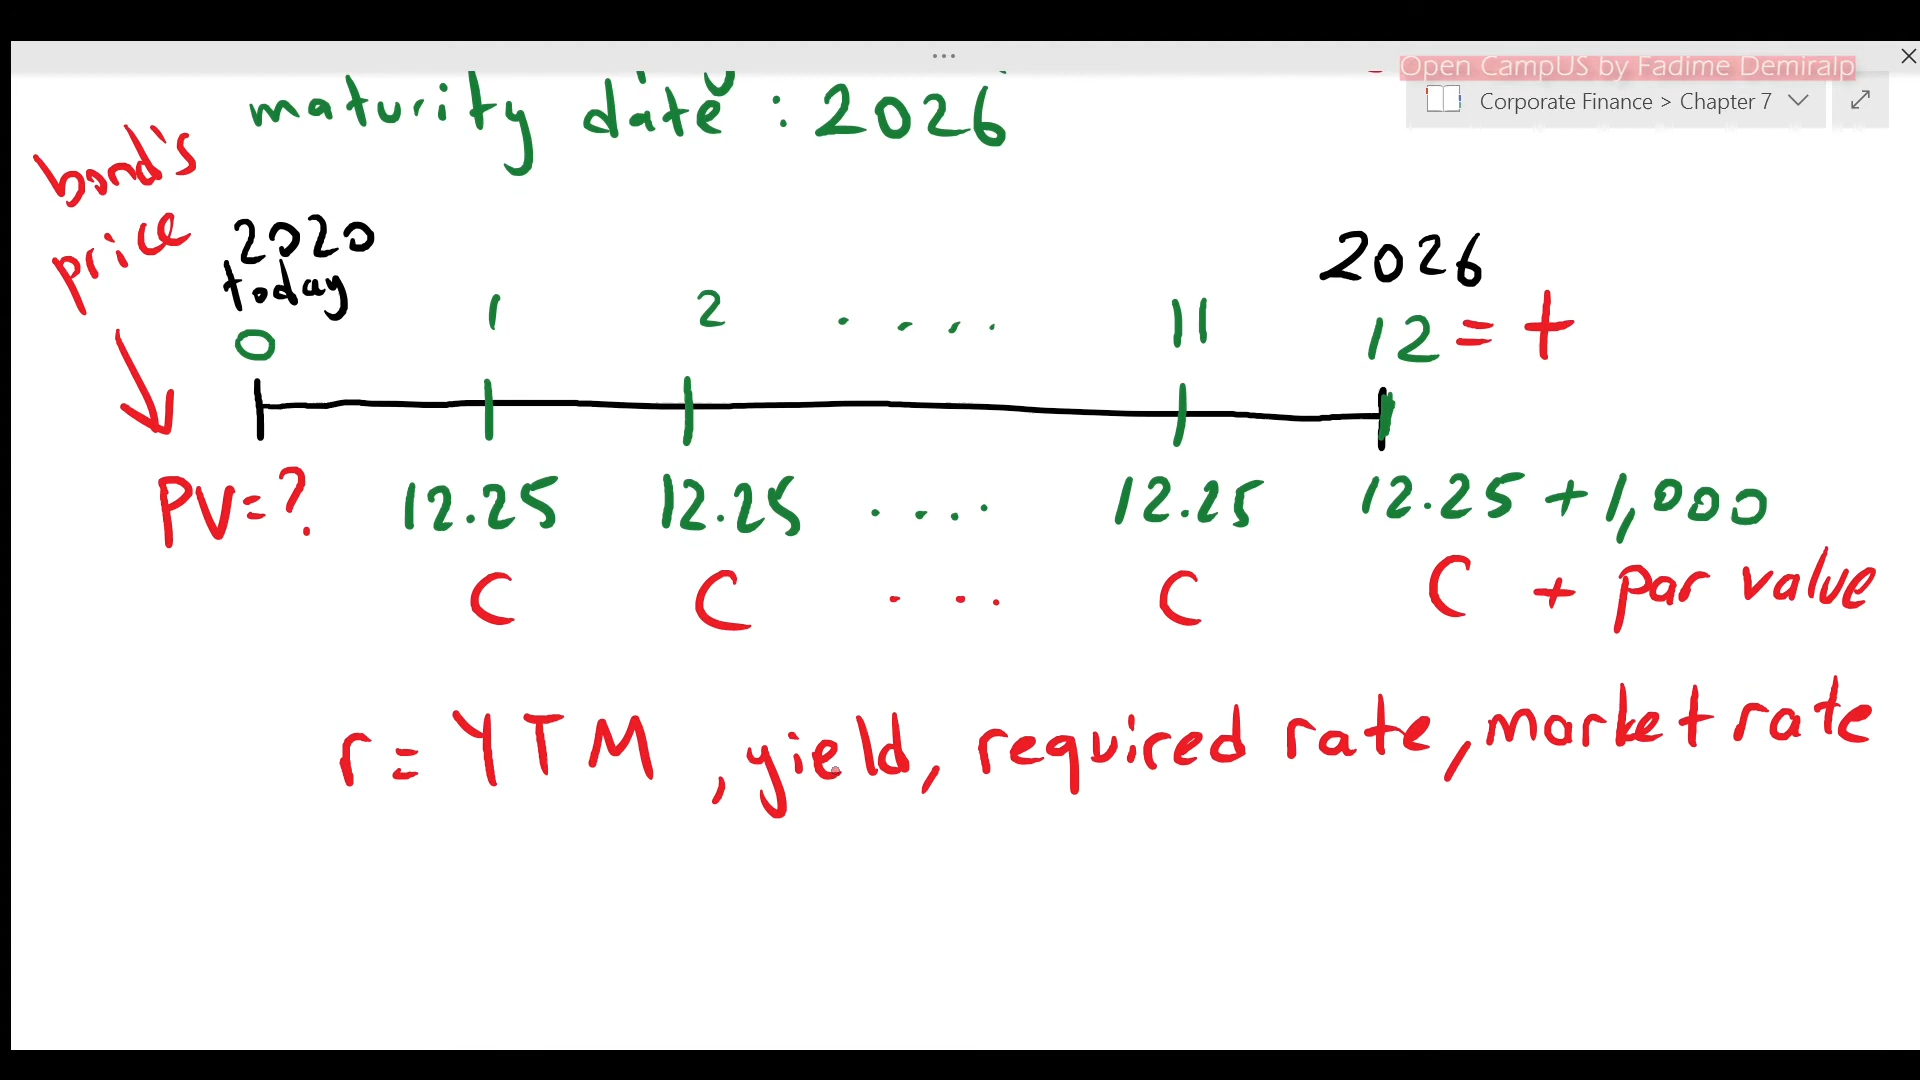 Open CampUS by Fadime Demiralp
Corporate Finance > Chapter 7
maturity date : 2026
bond's
price
2020
today
2026
0 1 2 .... 11 12 = t
PV=? 12.25 12.25 .... 12.25 12.25 + 1,000
C C ... C C + par value
r = YTM, yield, required rate, market rate